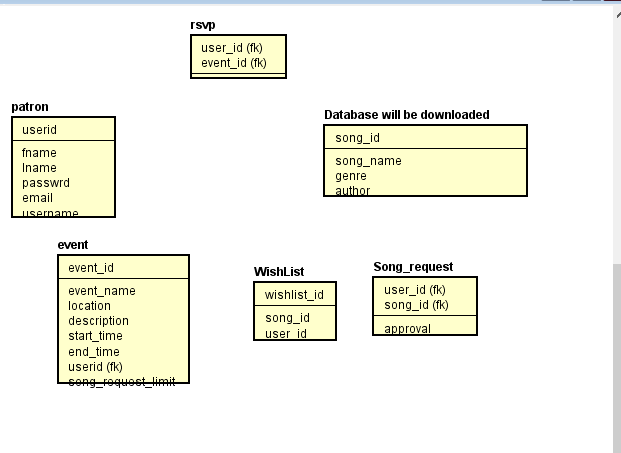 rsvp
user_id (fk)
event_id (fk)
patron
userid
fname
lname
passwrd
email
username
Database will be downloaded
song_id
song_name
genre
author
event
event_id
event_name
location
description
start_time
end_time
userid (fk)
song_request_limit
WishList
wishlist_id
song_id
user_id
Song_request
user_id (fk)
song_id (fk)
approval